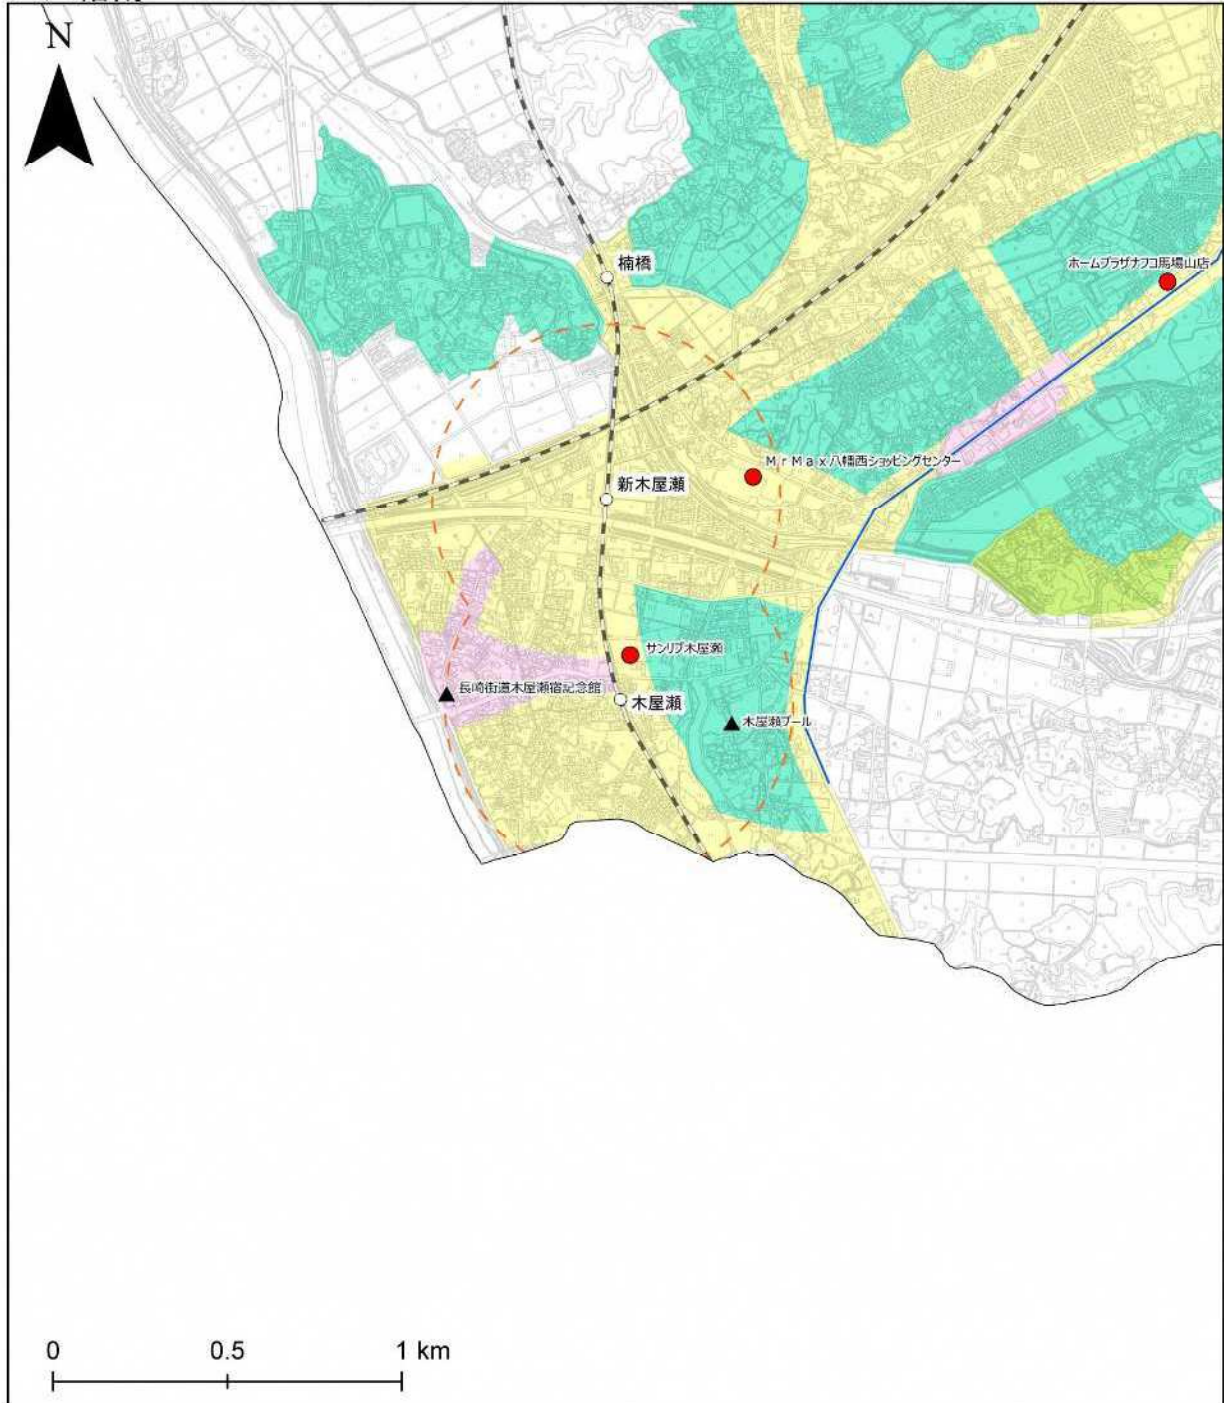 N
楠橋
ホームプラザナフコ馬場山店
MrMax八幡西ショッピングセンター
新木屋瀬
サンリブ木屋瀬
長崎街道木屋瀬宿記念館
木屋瀬
木屋瀬プール
0 0.5 1 km